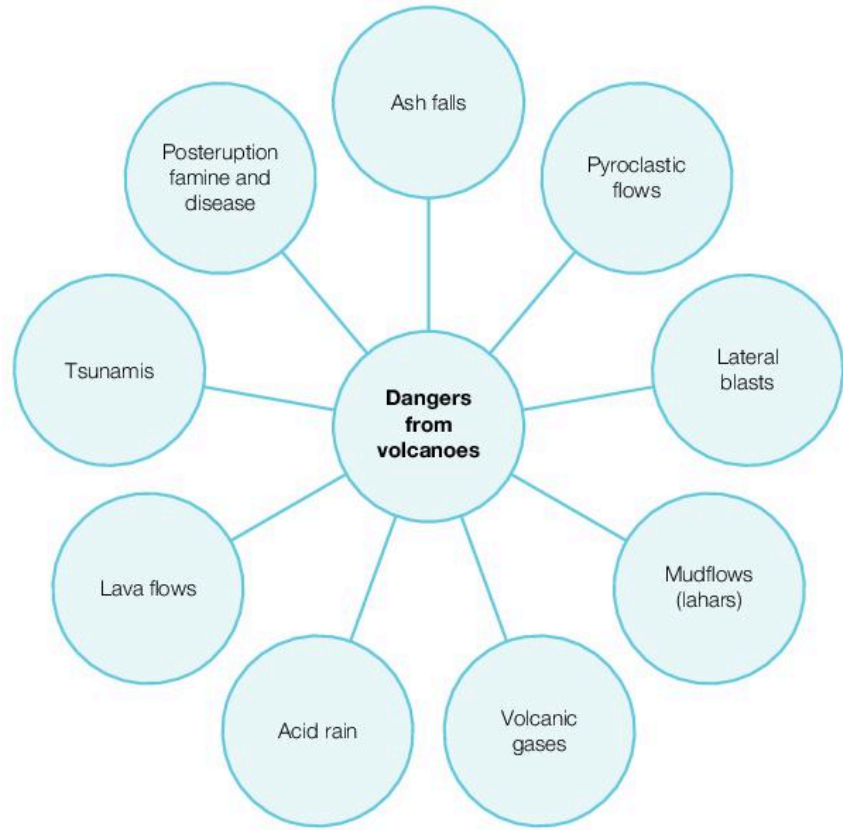 Ash falls
Pyroclastic
flows
Lateral
blasts
Mudflows
(lahars)
Volcanic
gases
Acid rain
Lava flows
Tsunamis
Posteruption
famine and
disease
Dangers
from
volcanoes